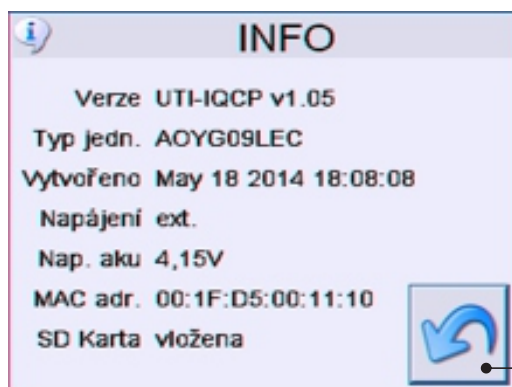 INFO
Verze UTI-IQCP v1.05
Typ jedn. AOYG09LEC
Vytvořeno May 18 2014 18:08:08
Napájení ext.
Nap. aku 4,15V
MAC adr. 00:1F:D5:00:11:10
SD Karta vložena